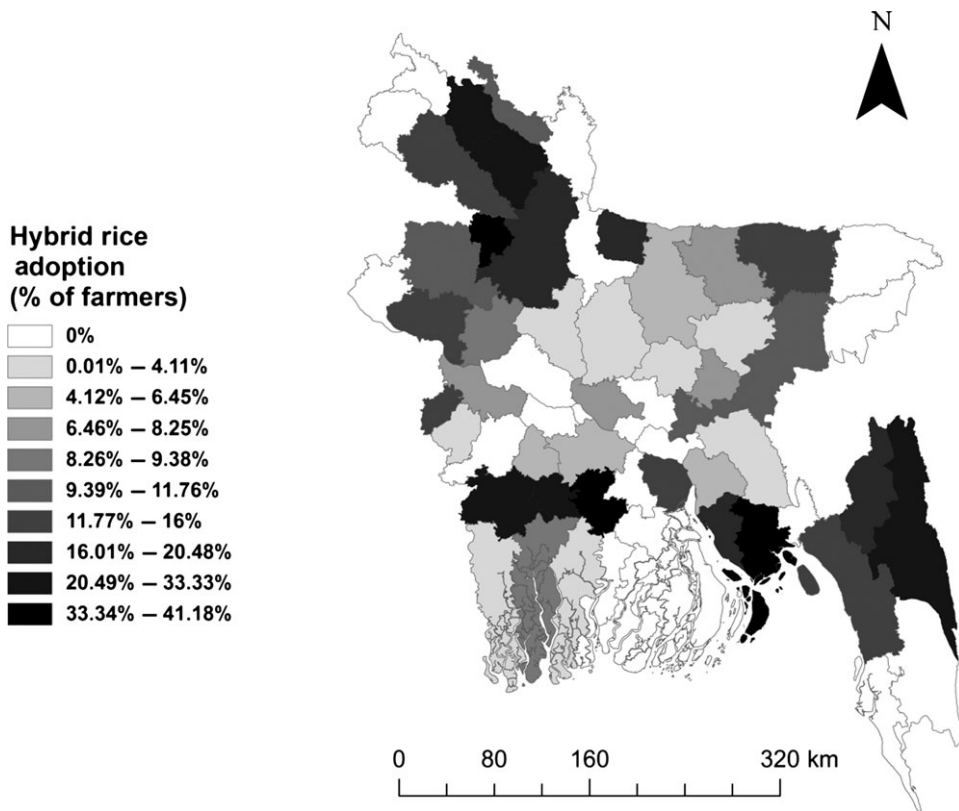 N
Hybrid rice
adoption
(% of farmers)
0%
0.01% — 4.11%
4.12% — 6.45%
6.46% — 8.25%
8.26% — 9.38%
9.39% — 11.76%
11.77% — 16%
16.01% — 20.48%
20.49% — 33.33%
33.34% — 41.18%
0 80 160 320 km